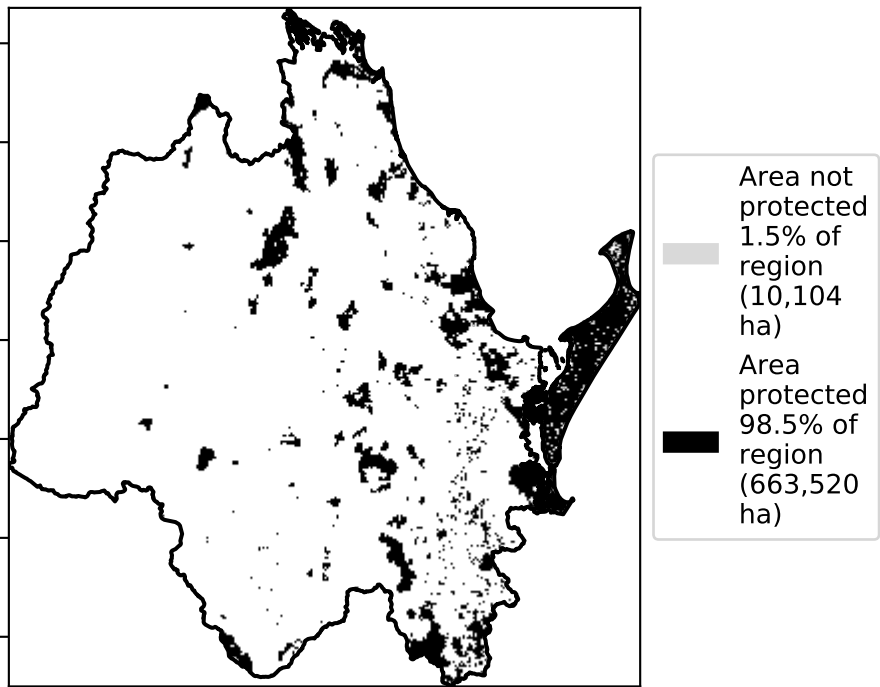 Area not
protected
1.5% of
region
(10,104
ha)
Area
protected
98.5% of
region
(663,520
ha)